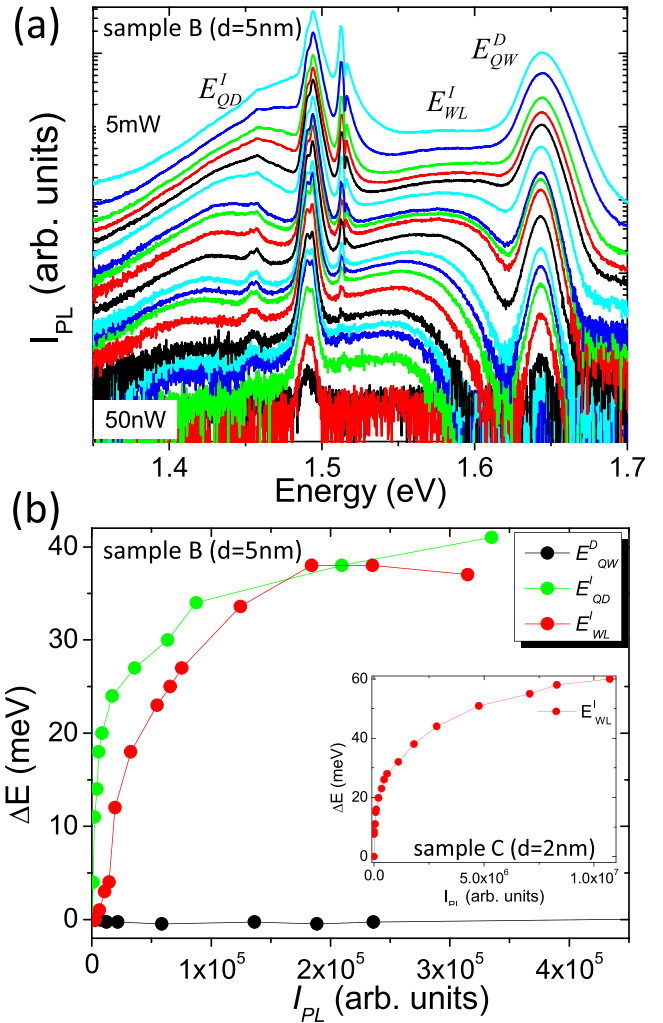 (a)
sample B (d=5nm)
E^I_QD
E^I_WL
E^D_QW
5mW
50nW
I_PL (arb. units)
1.4 1.5 1.6 1.7
Energy (eV)
(b)
sample B (d=5nm)
E^D_QW
E^I_QD
E^I_WL
40
30
20
10
0
ΔE (meV)
0 1x10^5 2x10^5 3x10^5 4x10^5
I_PL (arb. units)
60
40
20
0
ΔE (meV)
E^I_WL
sample C (d=2nm)
0.0 5.0x10^6 1.0x10^7
I_PL (arb. units)